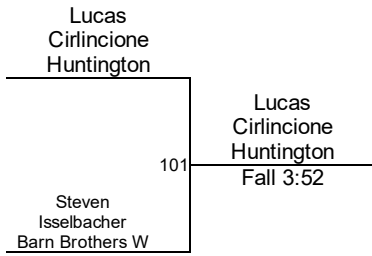 Lucas
Cirlincione
Huntington
Lucas
Cirlincione
Huntington
101
Fall 3:52
Steven
Isselbacher
Barn Brothers W